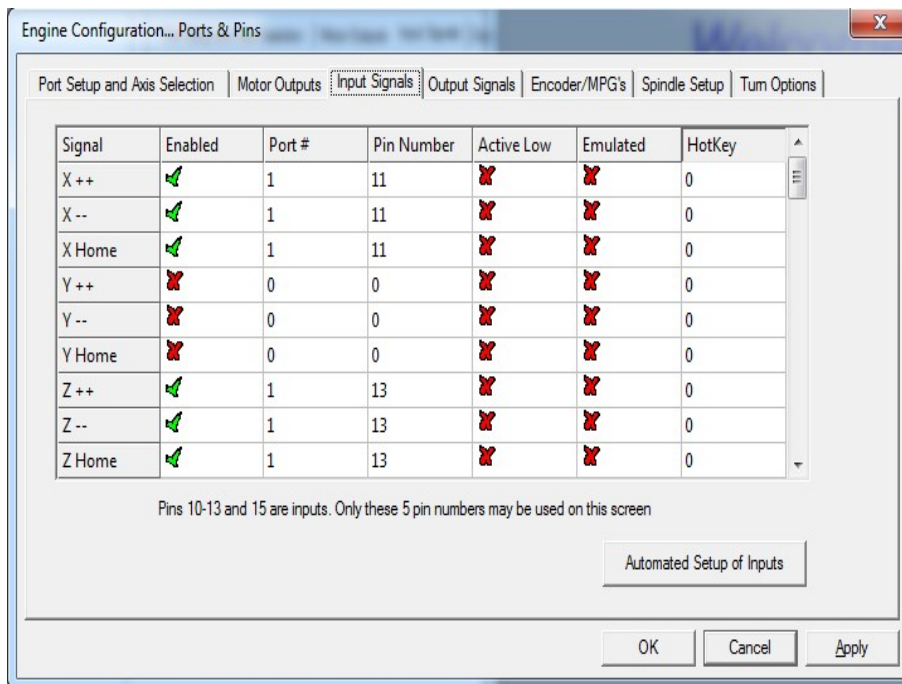 Engine Configuration... Ports & Pins
Port Setup and Axis Selection Motor Outputs Input Signals Output Signals Encoder/MPG's Spindle Setup Turn Options
Signal Enabled Port # Pin Number Active Low Emulated HotKey
X ++ 1 11 0
X -- 1 11 0
X Home 1 11 0
Y ++ 0 0 0
Y -- 0 0 0
Y Home 0 0 0
Z ++ 1 13 0
Z -- 1 13 0
Z Home 1 13 0
Pins 10-13 and 15 are inputs. Only these 5 pin numbers may be used on this screen
Automated Setup of Inputs
OK Cancel Apply